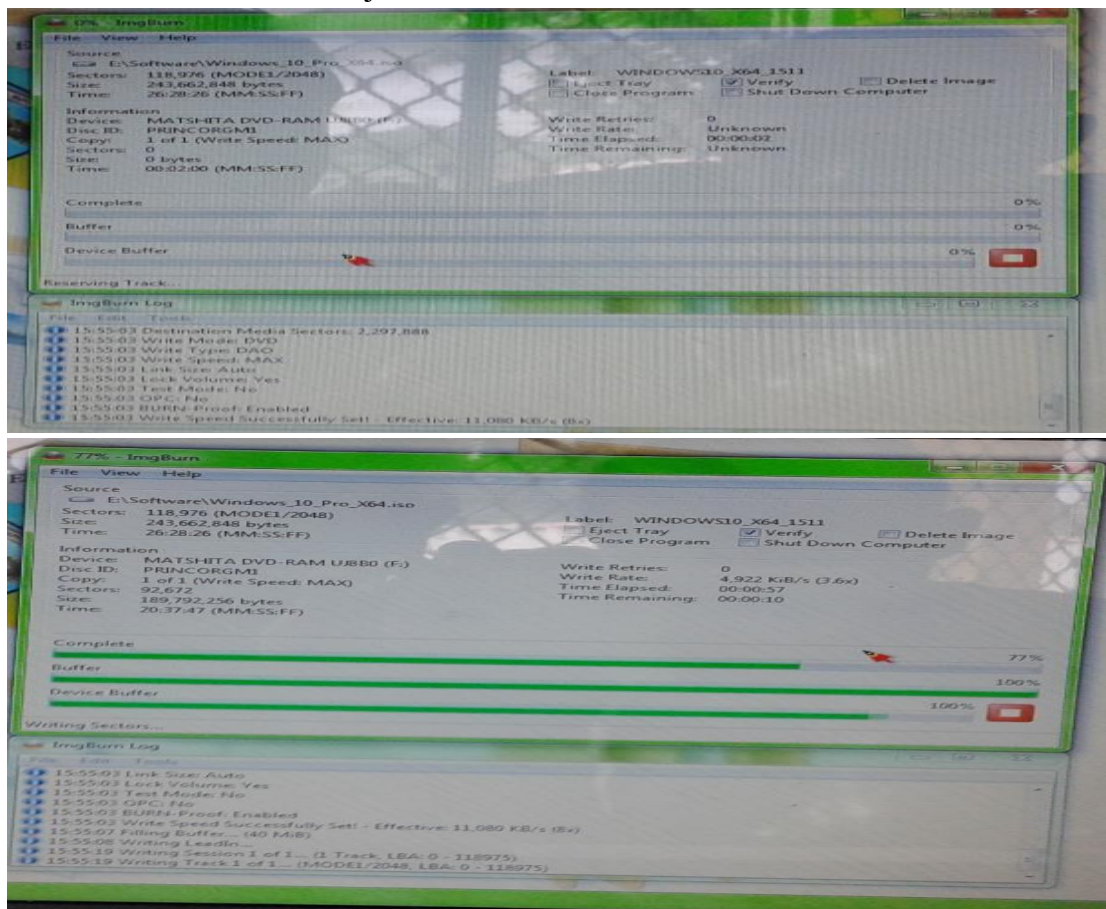 0% - ImgBurn
File View Help
Source
E:\Software\Windows_10_Pro_X64.iso
Sectors: 118,976 (MODE1/2048)
Size: 243,662,848 bytes
Time: 26:28:26 (MM:SS:FF)
Label: WINDOWS10_X64_1511
Eject Tray Verify Delete Image
Close Program Shut Down Computer
Information
Device: MATSHITA DVD-RAM UJ8B0 (F:)
Disc ID: PRINCORGM1
Copy: 1 of 1 (Write Speed: MAX)
Sectors: 0
Size: 0 bytes
Time: 00:02:00 (MM:SS:FF)
Write Retries: 0
Write Rate: Unknown
Time Elapsed: 00:00:02
Time Remaining: Unknown
Complete 0%
Buffer 0%
Device Buffer 0%
Reserving Track...
ImgBurn Log
File Edit Tools
15:55:03 Destination Media Sectors: 2,297,888
15:55:03 Write Mode: DVD
15:55:03 Write Type: DAO
15:55:03 Write Speed: MAX
15:55:03 Link Size: Auto
15:55:03 Lock Volume: Yes
15:55:03 Test Mode: No
15:55:03 OPC: No
15:55:03 BURN-Proof: Enabled
15:55:03 Write Speed Successfully Set! - Effective: 11,080 KB/s (8x)
77% - ImgBurn
File View Help
Source
E:\Software\Windows_10_Pro_X64.iso
Sectors: 118,976 (MODE1/2048)
Size: 243,662,848 bytes
Time: 26:28:26 (MM:SS:FF)
Label: WINDOWS10_X64_1511
Eject Tray Verify Delete Image
Close Program Shut Down Computer
Information
Device: MATSHITA DVD-RAM UJ8B0 (F:)
Disc ID: PRINCORGM1
Copy: 1 of 1 (Write Speed: MAX)
Sectors: 92,672
Size: 189,792,256 bytes
Time: 20:37:47 (MM:SS:FF)
Write Retries: 0
Write Rate: 4,922 KiB/s (3.6x)
Time Elapsed: 00:00:57
Time Remaining: 00:00:10
Complete 77%
Buffer 100%
Device Buffer 100%
Writing Sectors...
ImgBurn Log
File Edit Tools
15:55:03 Link Size: Auto
15:55:03 Lock Volume: Yes
15:55:03 Test Mode: No
15:55:03 OPC: No
15:55:03 BURN-Proof: Enabled
15:55:03 Write Speed Successfully Set! - Effective: 11,080 KB/s (8x)
15:55:07 Filling Buffer... (40 MiB)
15:55:08 Writing LeadIn...
15:55:19 Writing Session 1 of 1... (1 Track, LBA: 0 - 118975)
15:55:19 Writing Track 1 of 1... (MODE1/2048, LBA: 0 - 118975)